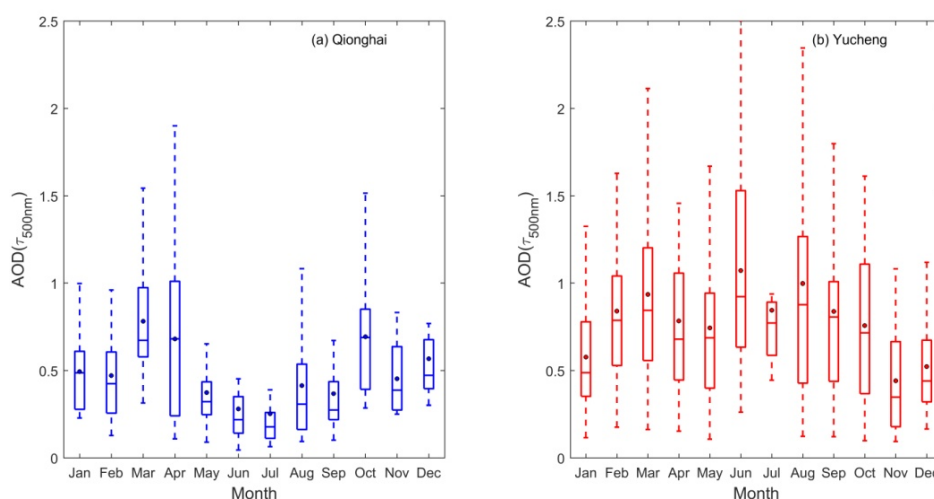 2.5
(a) Qionghai
2
1.5
1
0.5
0
AOD(τ500nm)
Jan Feb Mar Apr May Jun Jul Aug Sep Oct Nov Dec
Month
2.5
(b) Yucheng
2
1.5
1
0.5
0
AOD(τ500nm)
Jan Feb Mar Apr May Jun Jul Aug Sep Oct Nov Dec
Month